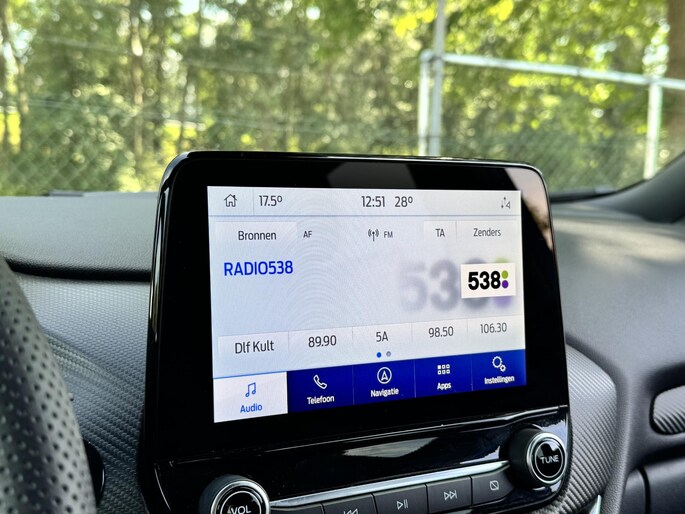 17.5° 12:51 28°
Bronnen AF FM TA Zenders
RADIO538
538
538
Dlf Kult 89.90 5A 98.50 106.30
Audio Telefoon Navigatie Apps Instellingen
VOL TUNE